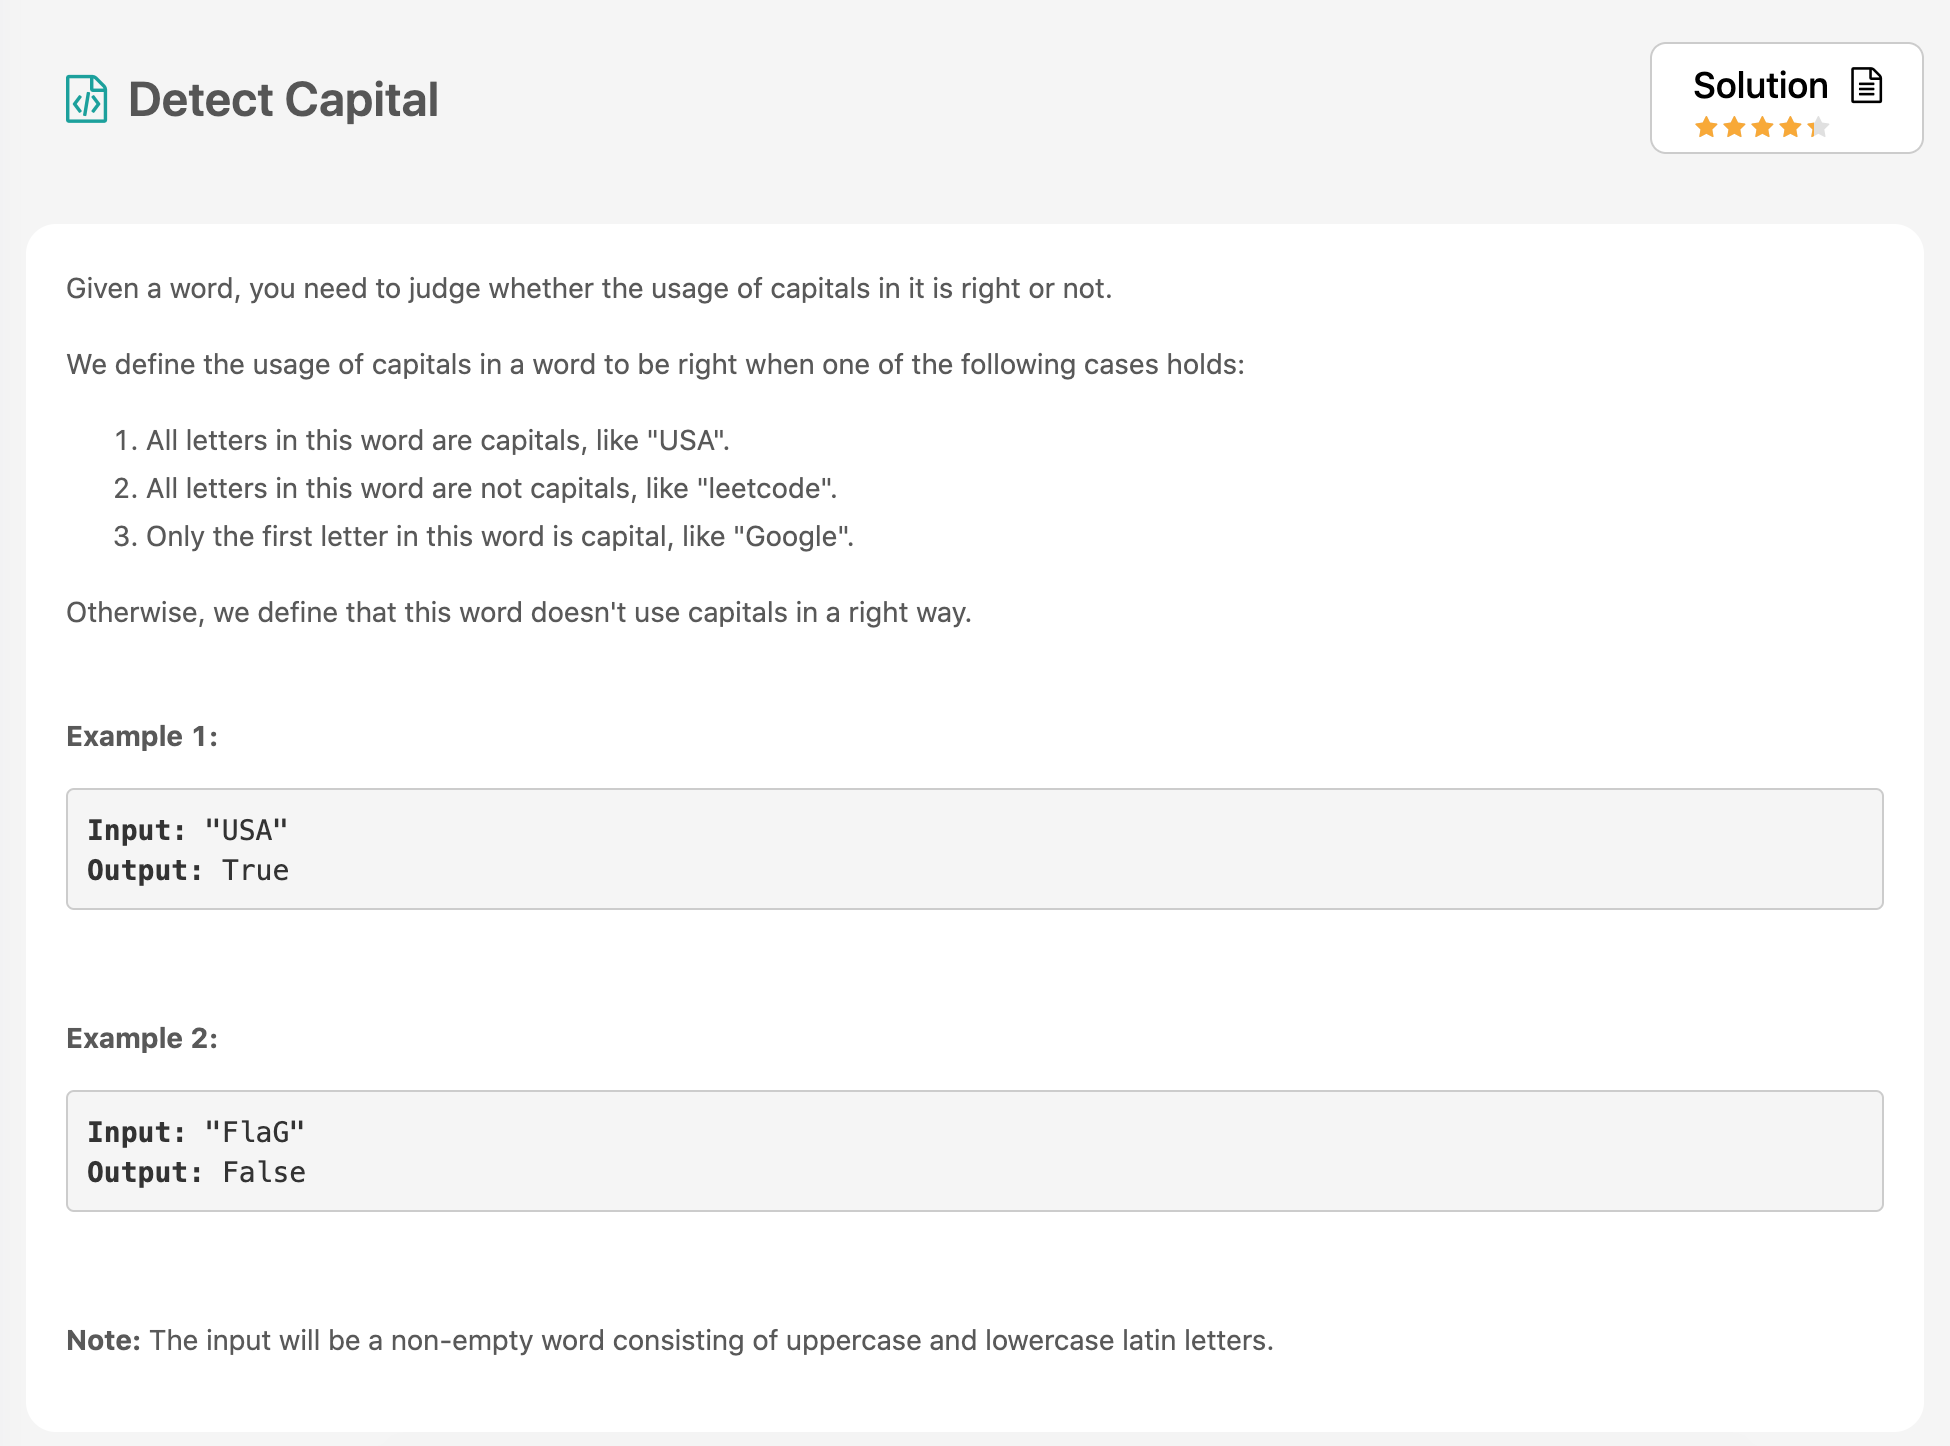 Detect Capital
Solution
Given a word, you need to judge whether the usage of capitals in it is right or not.
We define the usage of capitals in a word to be right when one of the following cases holds:
1. All letters in this word are capitals, like "USA".
2. All letters in this word are not capitals, like "leetcode".
3. Only the first letter in this word is capital, like "Google".
Otherwise, we define that this word doesn't use capitals in a right way.
Example 1:
Input: "USA"
Output: True
Example 2:
Input: "FlaG"
Output: False
Note: The input will be a non-empty word consisting of uppercase and lowercase latin letters.